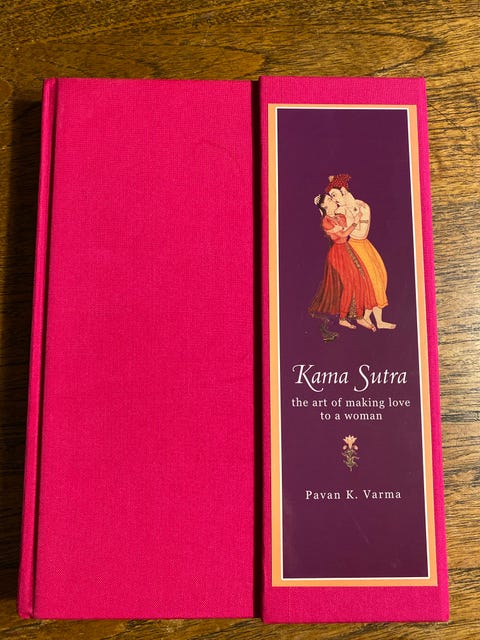 Kama Sutra
the art of making love
to a woman
Pavan K. Varma